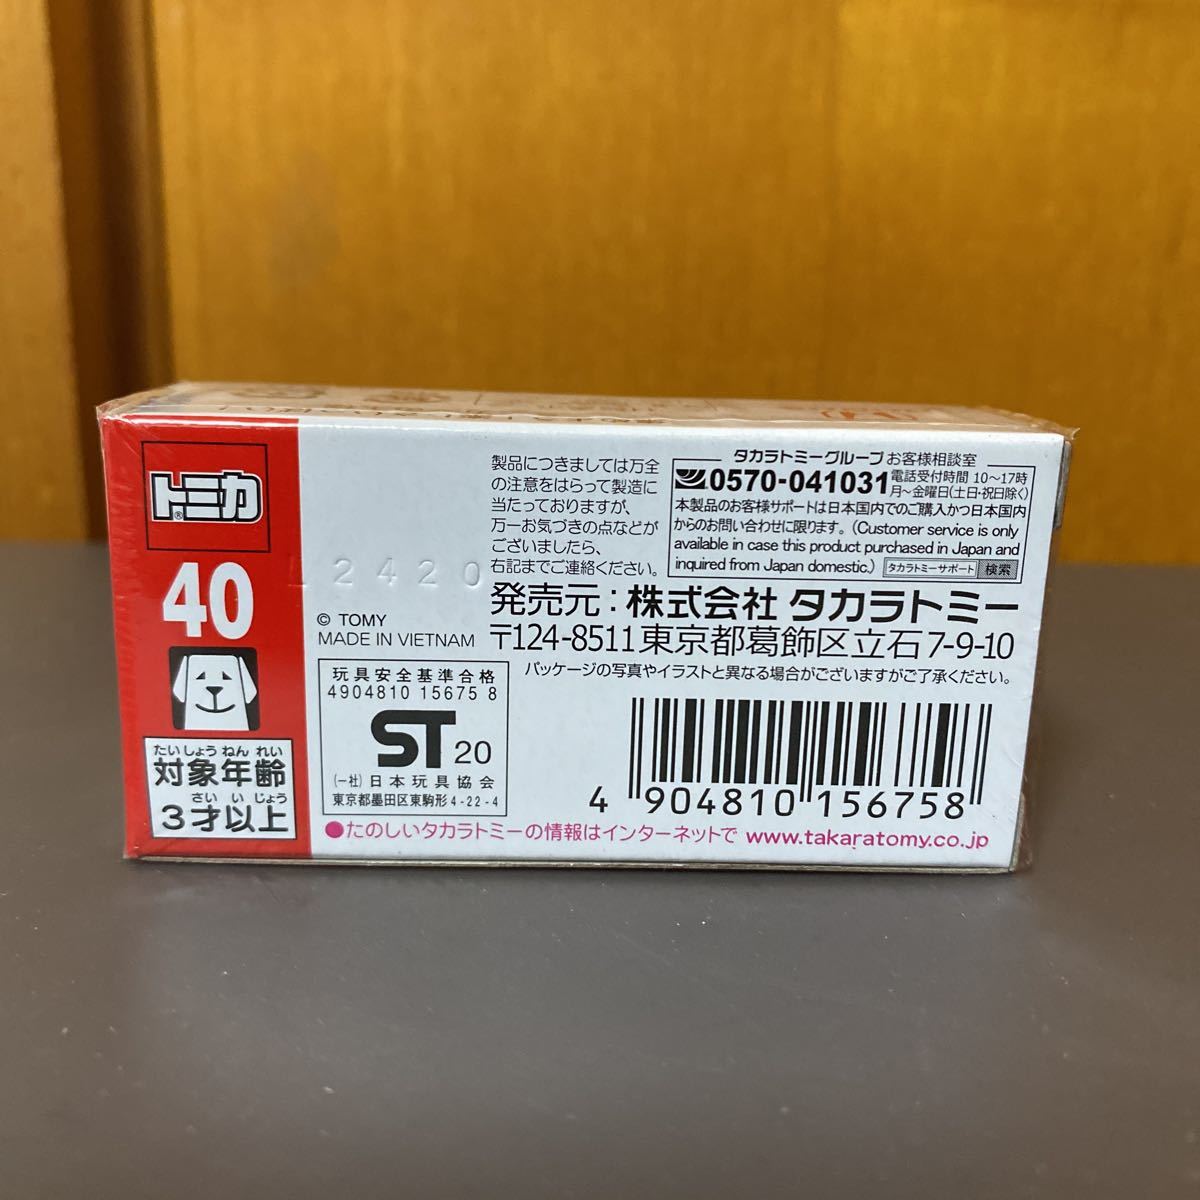 トミカ®
40
たいしょうねんれい
対象年齢
さいいじょう
3才以上
2420
© TOMY
MADE IN VIETNAM
玩具安全基準合格
4904810 15675 8
ST 20
(一社)日本玩具協会
東京都墨田区東駒形4-22-4
製品につきましては万全
の注意をはらって製造に
当たっておりますが、
万一お気づきの点などが
ございましたら、
右記までご連絡ください。
タカラトミーグループお客様相談室
0570-041031 電話受付時間 10〜17時
月〜金曜日(土日・祝日除く)
本製品のお客様サポートは日本国内でのご購入かつ日本国内
からのお問い合わせに限ります。(Customer service is only
available in case this product purchased in Japan and
inquired from Japan domestic.) タカラトミーサポート 検索
発売元:株式会社 タカラトミー
〒124-8511 東京都葛飾区立石7-9-10
パッケージの写真やイラストと異なる場合がございますがご了承ください。
4 904810 156758
●たのしいタカラトミーの情報はインターネットで www.takaratomy.co.jp